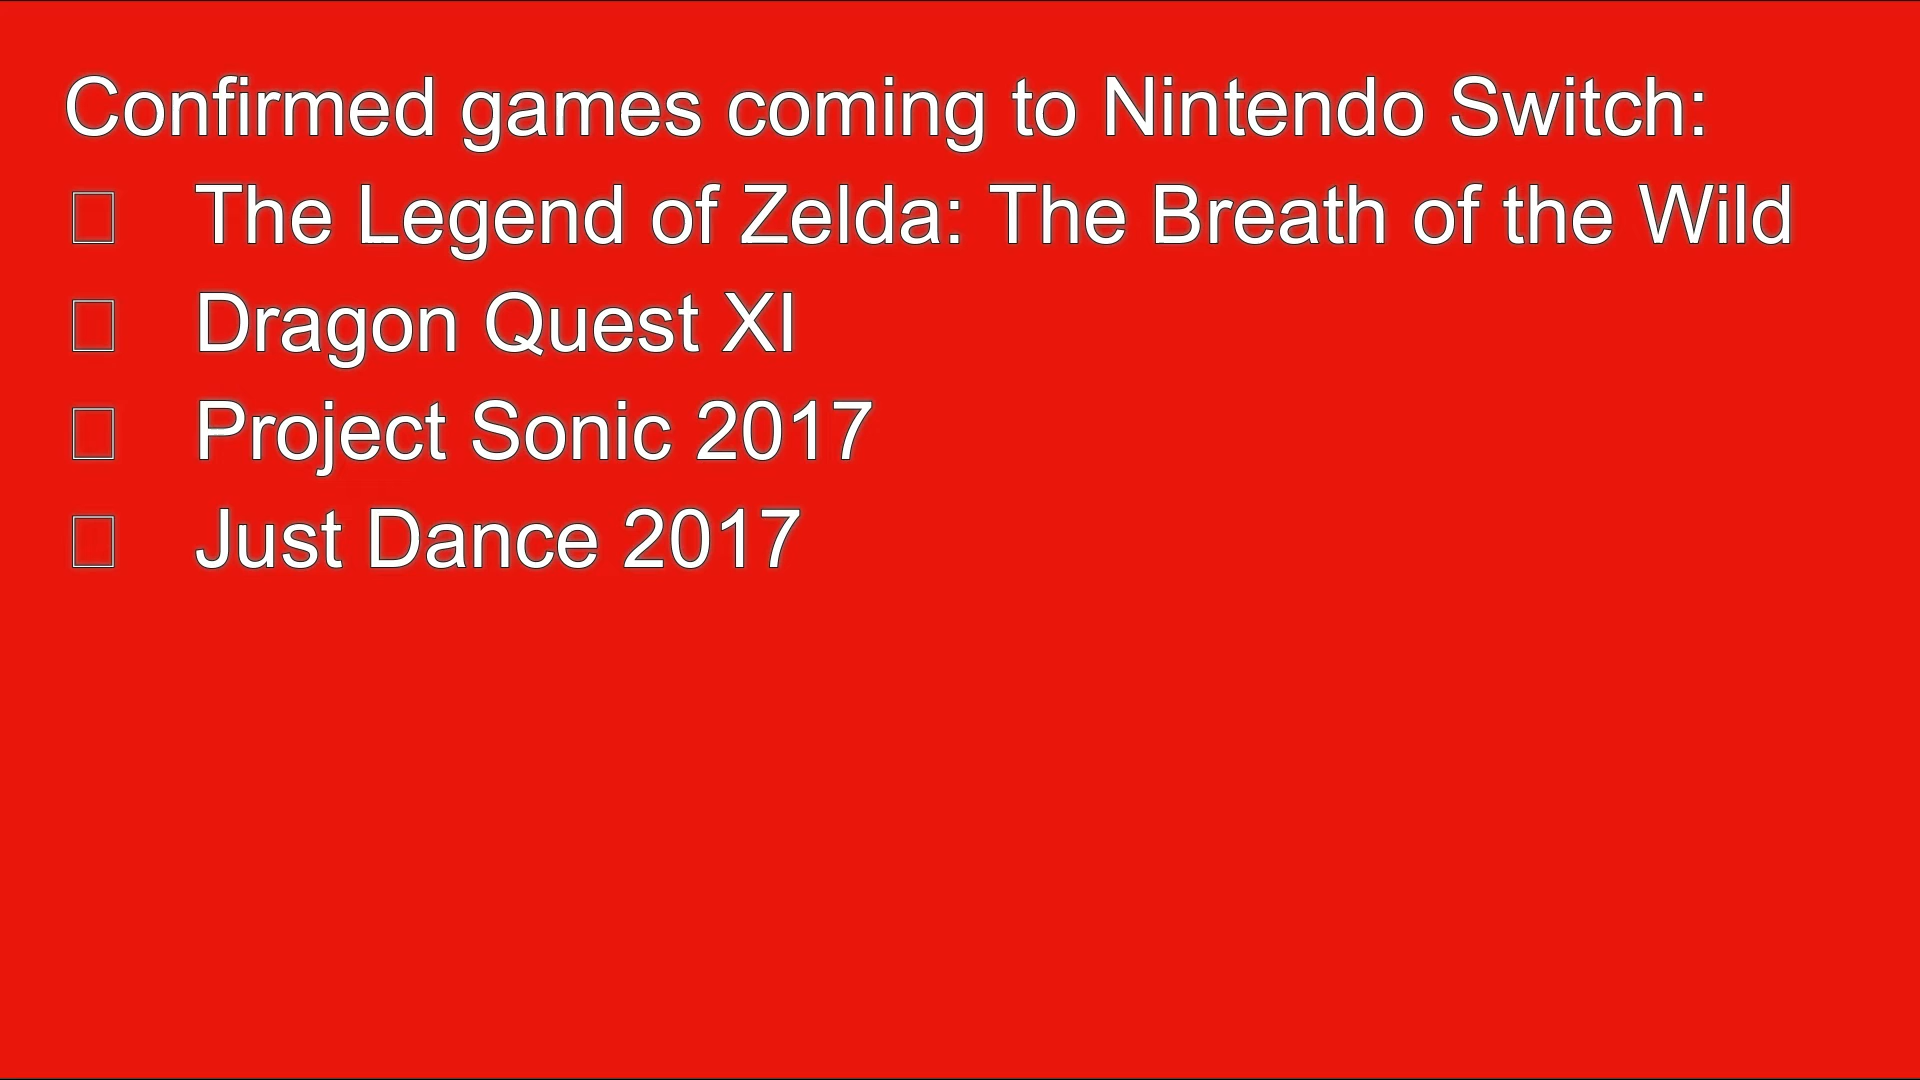 Confirmed games coming to Nintendo Switch:
□ The Legend of Zelda: The Breath of the Wild
□ Dragon Quest XI
□ Project Sonic 2017
□ Just Dance 2017